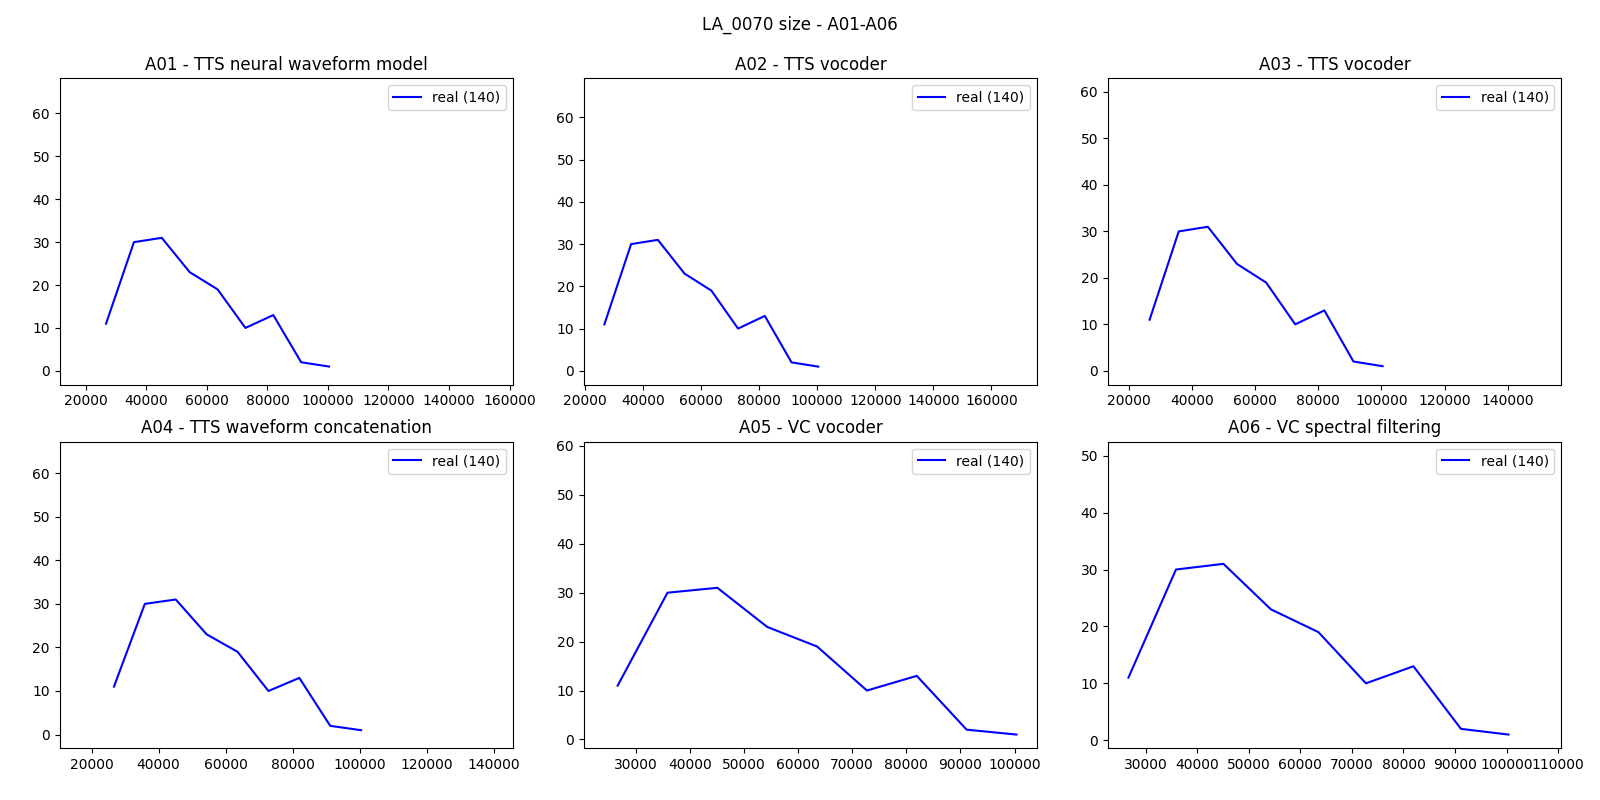 LA_0070 size - A01-A06
A01 - TTS neural waveform model
real (140)
60
50
40
30
20
10
0
20000 40000 60000 80000 100000 120000 140000 160000
A02 - TTS vocoder
real (140)
60
50
40
30
20
10
0
20000 40000 60000 80000 100000 120000 140000 160000
A03 - TTS vocoder
real (140)
60
50
40
30
20
10
0
20000 40000 60000 80000 100000 120000 140000
A04 - TTS waveform concatenation
real (140)
60
50
40
30
20
10
0
20000 40000 60000 80000 100000 120000 140000
A05 - VC vocoder
real (140)
60
50
40
30
20
10
0
30000 40000 50000 60000 70000 80000 90000 100000
A06 - VC spectral filtering
real (140)
50
40
30
20
10
0
30000 40000 50000 60000 70000 80000 90000 100000 110000